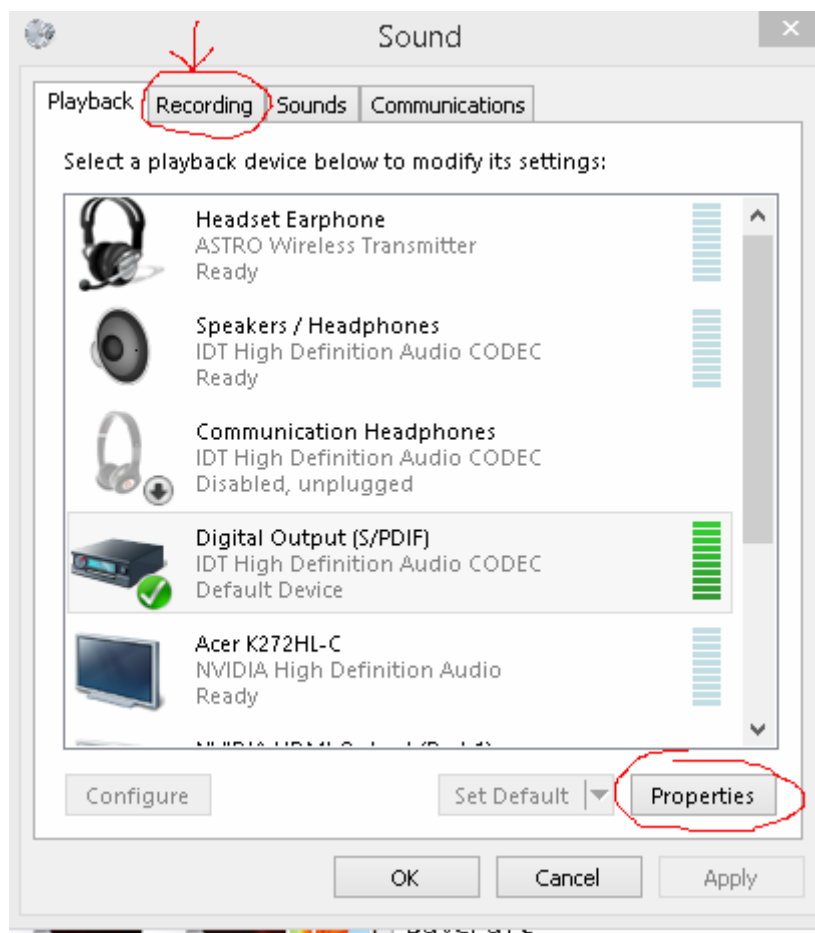 Sound
Playback Recording Sounds Communications
Select a playback device below to modify its settings:
Headset Earphone
ASTRO Wireless Transmitter
Ready
Speakers / Headphones
IDT High Definition Audio CODEC
Ready
Communication Headphones
IDT High Definition Audio CODEC
Disabled, unplugged
Digital Output (S/PDIF)
IDT High Definition Audio CODEC
Default Device
Acer K272HL-C
NVIDIA High Definition Audio
Ready
Configure Set Default Properties
OK Cancel Apply